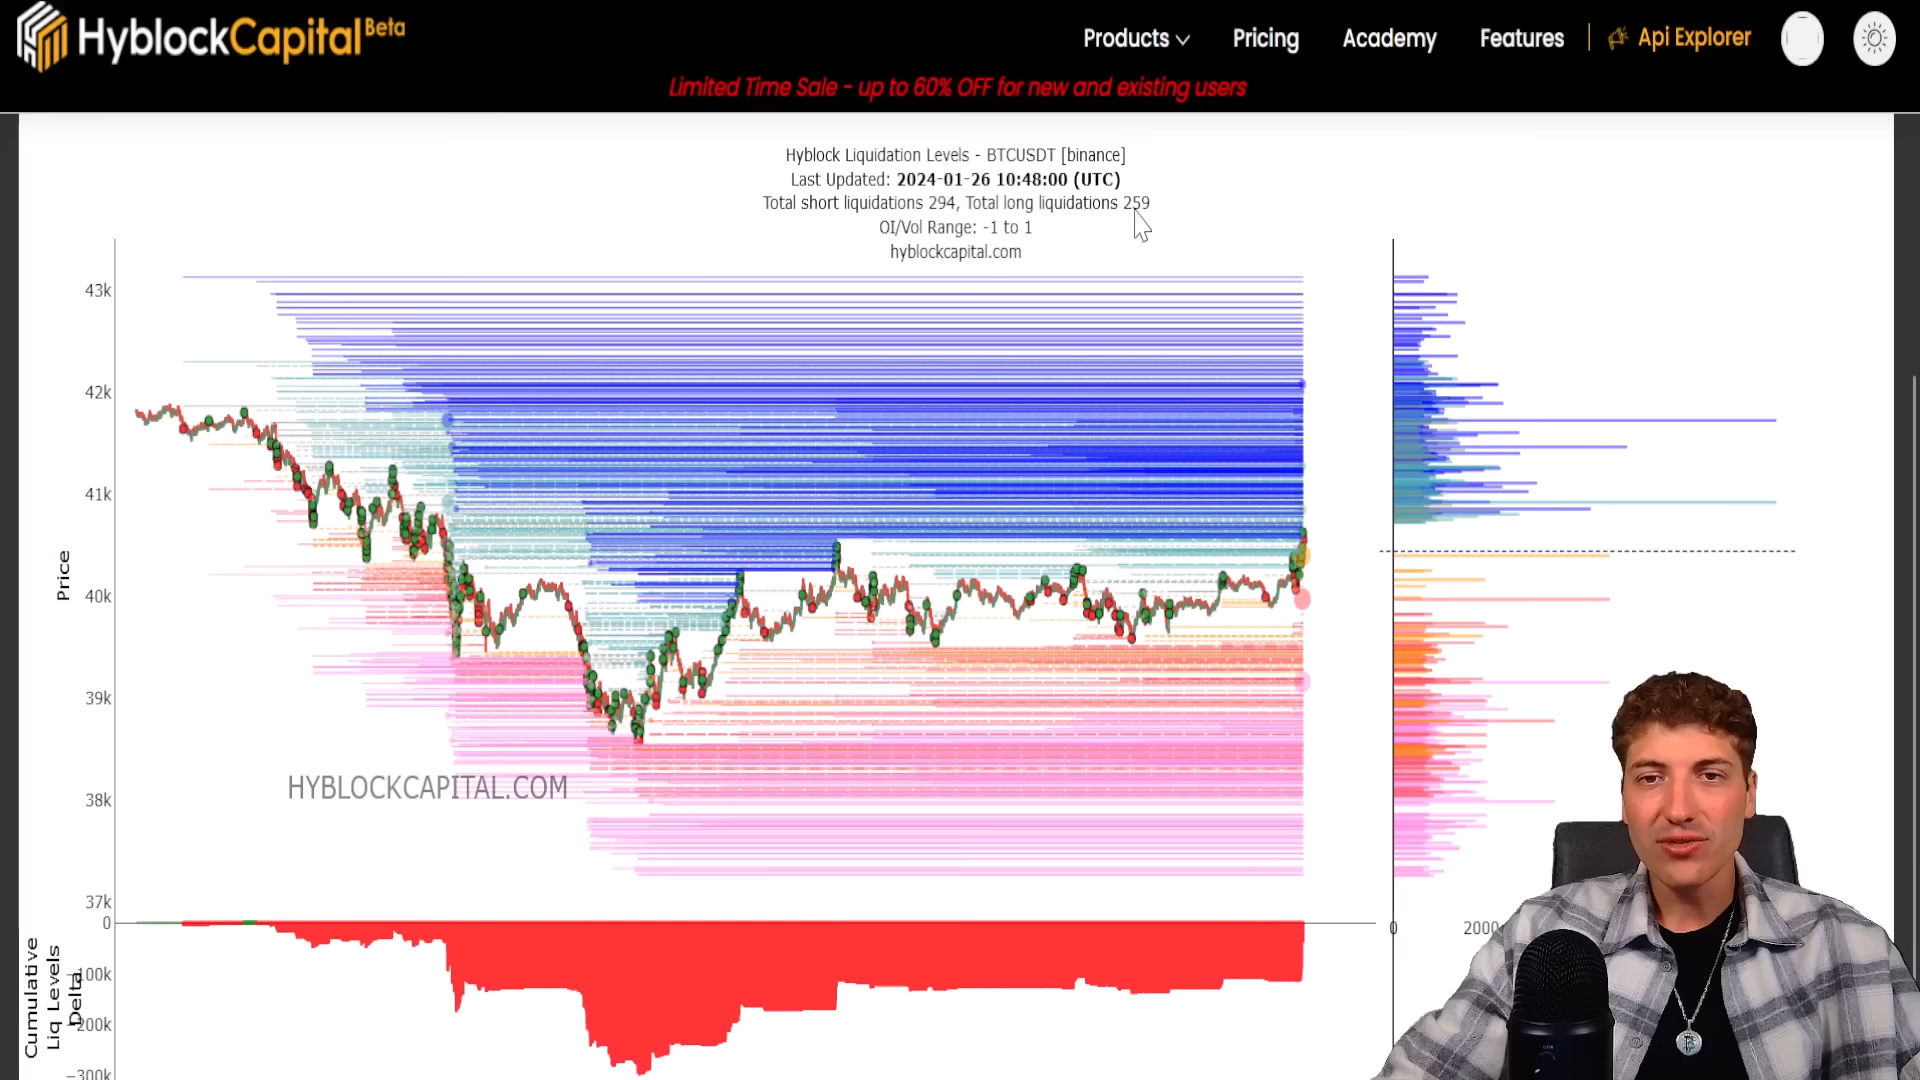 HyblockCapital Beta
Products
Pricing
Academy
Features
Api Explorer
Limited Time Sale - up to 60% OFF for new and existing users
Hyblock Liquidation Levels - BTCUSDT [binance]
Last Updated: 2024-01-26 10:48:00 (UTC)
Total short liquidations 294, Total long liquidations 259
OI/Vol Range: -1 to 1
hyblockcapital.com
43k
42k
41k
40k
39k
38k
37k
Price
HYBLOCKCAPITAL.COM
0
−100k
−200k
−300k
Cumulative
Liq Levels
Delta
0
2000